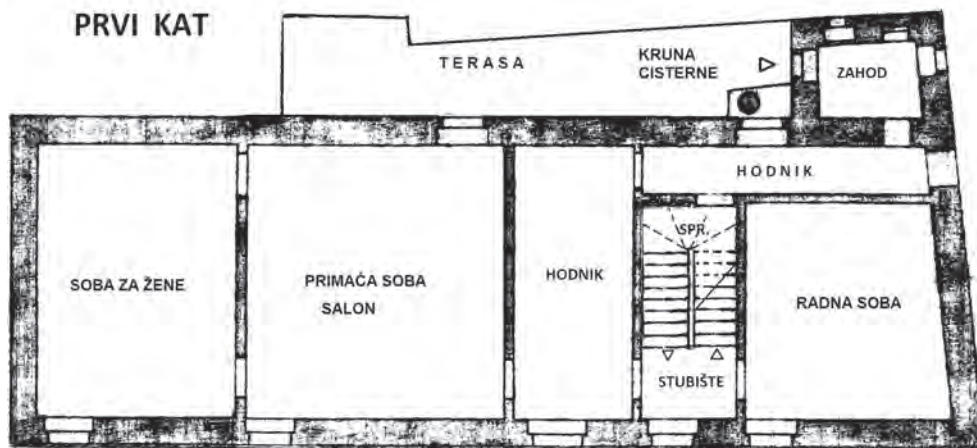 PRVI KAT
TERASA
KRUNA
CISTERNE
ZAHOD
HODNIK
SPR.
SOBA ZA ŽENE
PRIMAĆA SOBA
SALON
HODNIK
RADNA SOBA
STUBIŠTE